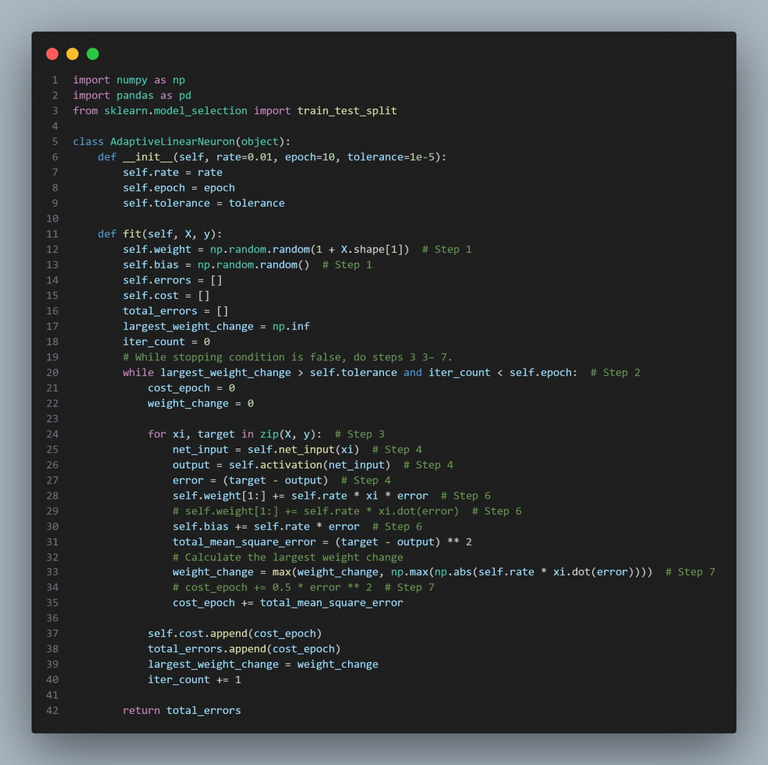 1 import numpy as np
2 import pandas as pd
3 from sklearn.model_selection import train_test_split
4
5 class AdaptiveLinearNeuron(object):
6     def __init__(self, rate=0.01, epoch=10, tolerance=1e-5):
7         self.rate = rate
8         self.epoch = epoch
9         self.tolerance = tolerance
10
11     def fit(self, X, y):
12         self.weight = np.random.random(1 + X.shape[1])  # Step 1
13         self.bias = np.random.random()  # Step 1
14         self.errors = []
15         self.cost = []
16         total_errors = []
17         largest_weight_change = np.inf
18         iter_count = 0
19         # While stopping condition is false, do steps 3 3– 7.
20         while largest_weight_change > self.tolerance and iter_count < self.epoch:  # Step 2
21             cost_epoch = 0
22             weight_change = 0
23
24             for xi, target in zip(X, y):  # Step 3
25                 net_input = self.net_input(xi)  # Step 4
26                 output = self.activation(net_input)  # Step 4
27                 error = (target - output)  # Step 4
28                 self.weight[1:] += self.rate * xi * error  # Step 6
29                 # self.weight[1:] += self.rate * xi.dot(error)  # Step 6
30                 self.bias += self.rate * error  # Step 6
31                 total_mean_square_error = (target - output) ** 2
32                 # Calculate the largest weight change
33                 weight_change = max(weight_change, np.max(np.abs(self.rate * xi.dot(error))))  # Step 7
34                 # cost_epoch += 0.5 * error ** 2  # Step 7
35                 cost_epoch += total_mean_square_error
36
37             self.cost.append(cost_epoch)
38             total_errors.append(cost_epoch)
39             largest_weight_change = weight_change
40             iter_count += 1
41
42         return total_errors